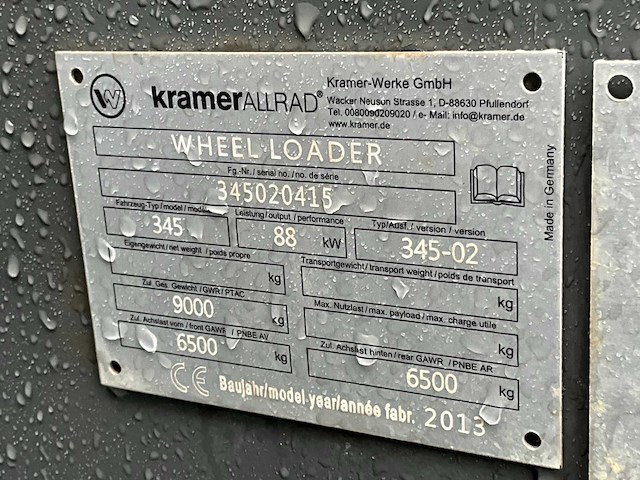 Kramer-Werke GmbH
kramerALLRAD®
Wacker Neuson Strasse 1, D-88630 Pfullendorf
Tel. 0080090209020 / e- Mail: info@kramer.de
www.kramer.de
WHEEL LOADER
Fg.-Nr./ serial no. / no. de série
345020415
Fahrzeug-Typ / model / modèle
345
Leistung/output / performance
88 kW
Typ/Ausf. / version / version
345-02
Eigengewicht / net weight / poids propre
kg
Transportgewicht / transport weight / poids de transport
kg
Zul. Ges. Gewicht / GWR / PTAC
9000 kg
Max. Nutzlast / max. payload / max. charge utile
kg
Zul. Achslast vorn / front GAWR / PNBE AV
6500 kg
Zul. Achslast hinten / rear GAWR / PNBE AR
6500 kg
CE Baujahr/model year/année fabr. 2013
Made in Germany